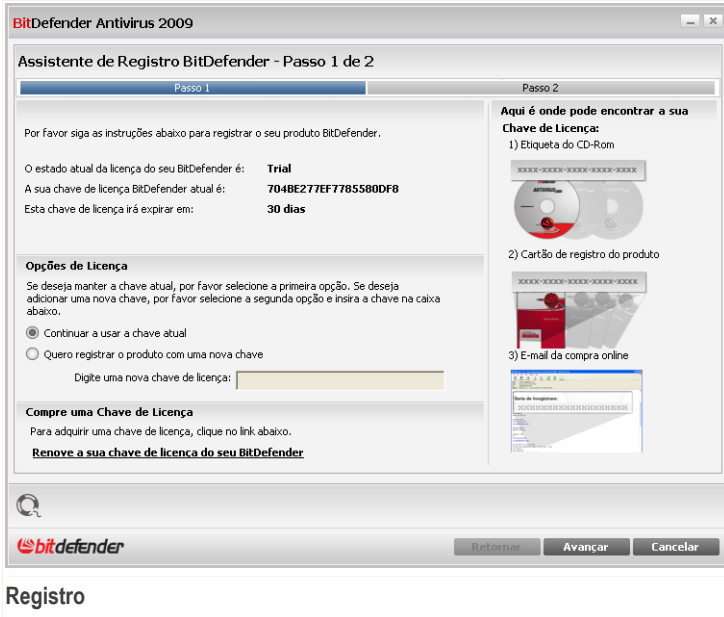 BitDefender Antivirus 2009
Assistente de Registro BitDefender - Passo 1 de 2
Passo 1
Passo 2
Por favor siga as instruções abaixo para registrar o seu produto BitDefender.
O estado atual da licença do seu BitDefender é: Trial
A sua chave de licença BitDefender atual é: 704BE277EF7785580DF8
Esta chave de licença irá expirar em: 30 dias
Opções de Licença
Se deseja manter a chave atual, por favor selecione a primeira opção. Se deseja
adicionar uma nova chave, por favor selecione a segunda opção e insira a chave na caixa
abaixo.
Continuar a usar a chave atual
Quero registrar o produto com uma nova chave
Digite uma nova chave de licença:
Compre uma Chave de Licença
Para adquirir uma chave de licença, clique no link abaixo.
Renove a sua chave de licença do seu BitDefender
Aqui é onde pode encontrar a sua
Chave de Licença:
1) Etiqueta do CD-Rom
XXXX-XXXX-XXXX-XXXX-XXXX
ANTIVIRUS
2) Cartão de registro do produto
XXXX-XXXX-XXXX-XXXX-XXXX
3) E-mail da compra online
bitdefender
Retornar
Avançar
Cancelar
Registro